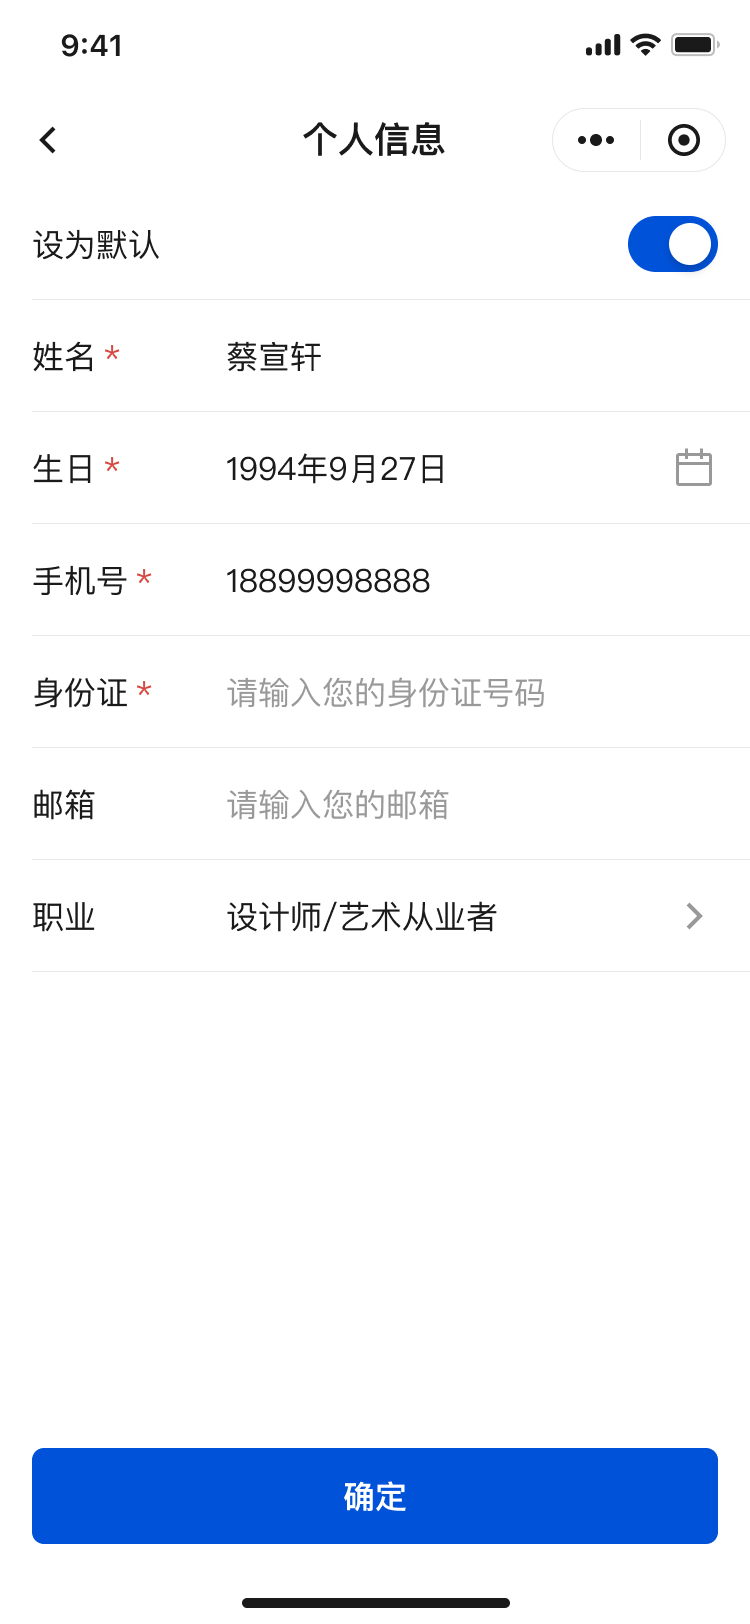 9:41
个人信息
设为默认
姓名 * 蔡宣轩
生日 * 1994年9月27日
手机号 * 18899998888
身份证 * 请输入您的身份证号码
邮箱 请输入您的邮箱
职业 设计师/艺术从业者
确定